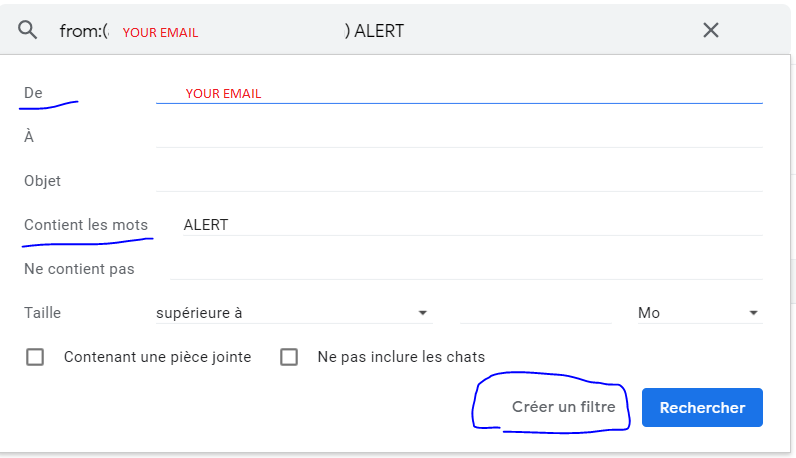 from:( YOUR EMAIL ) ALERT
De YOUR EMAIL
À
Objet
Contient les mots ALERT
Ne contient pas
Taille supérieure à Mo
Contenant une pièce jointe Ne pas inclure les chats
Créer un filtre Rechercher